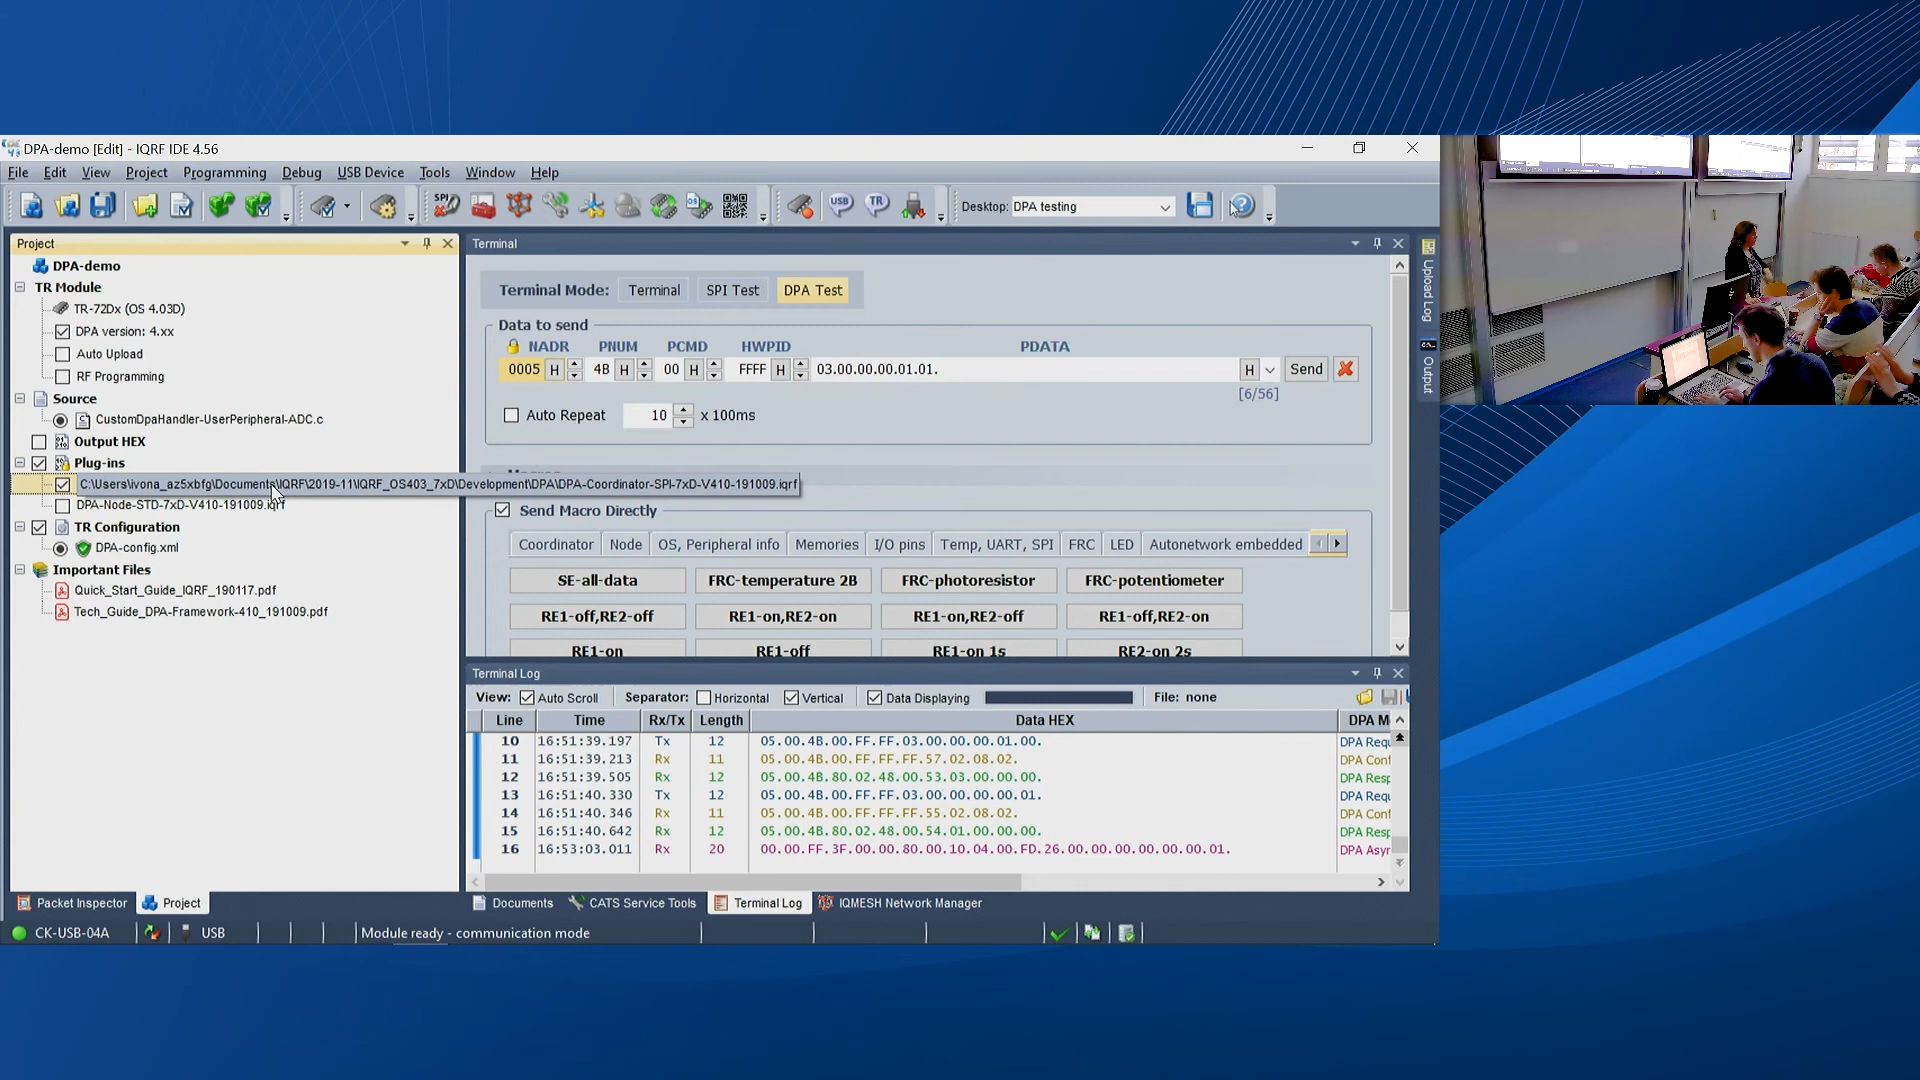 DPA-demo [Edit] - IQRF IDE 4.56
File Edit View Project Programming Debug USB Device Tools Window Help
Desktop: DPA testing
Project
DPA-demo
TR Module
TR-72Dx (OS 4.03D)
DPA version: 4.xx
Auto Upload
RF Programming
Source
CustomDpaHandler-UserPeripheral-ADC.c
Output HEX
Plug-ins
C:\Users\ivona_az5xbfg\Documents\IQRF\2019-11\IQRF_OS403_7xD\Development\DPA\DPA-Coordinator-SPI-7xD-V410-191009.iqrf
DPA-Node-STD-7xD-V410-191009.iqrf
TR Configuration
DPA-config.xml
Important Files
Quick_Start_Guide_IQRF_190117.pdf
Tech_Guide_DPA-Framework-410_191009.pdf
Packet Inspector Project
Terminal
Terminal Mode: Terminal SPI Test DPA Test
Data to send
NADR PNUM PCMD HWPID PDATA
0005 H 4B H 00 H FFFF H 03.00.00.00.01.01. H Send
[6/56]
Auto Repeat 10 x 100ms
Send Macro Directly
Coordinator Node OS, Peripheral info Memories I/O pins Temp, UART, SPI FRC LED Autonetwork embedded
SE-all-data FRC-temperature 2B FRC-photoresistor FRC-potentiometer
RE1-off,RE2-off RE1-on,RE2-on RE1-on,RE2-off RE1-off,RE2-on
RE1-on RE1-off RE1-on 1s RE2-on 2s
Terminal Log
View: Auto Scroll Separator: Horizontal Vertical Data Displaying File: none
Line Time Rx/Tx Length Data HEX DPA M
10 16:51:39.197 Tx 12 05.00.4B.00.FF.FF.03.00.00.00.01.00. DPA Requ
11 16:51:39.213 Rx 11 05.00.4B.00.FF.FF.FF.57.02.08.02. DPA Conf
12 16:51:39.505 Rx 12 05.00.4B.80.02.48.00.53.03.00.00.00. DPA Resp
13 16:51:40.330 Tx 12 05.00.4B.00.FF.FF.03.00.00.00.00.01. DPA Requ
14 16:51:40.346 Rx 11 05.00.4B.00.FF.FF.FF.55.02.08.02. DPA Conf
15 16:51:40.642 Rx 12 05.00.4B.80.02.48.00.54.01.00.00.00. DPA Resp
16 16:53:03.011 Rx 20 00.00.FF.3F.00.00.80.00.10.04.00.FD.26.00.00.00.00.00.00.01. DPA Asyn
Documents CATS Service Tools Terminal Log IQMESH Network Manager
Upload Log
Output
CK-USB-04A USB Module ready - communication mode